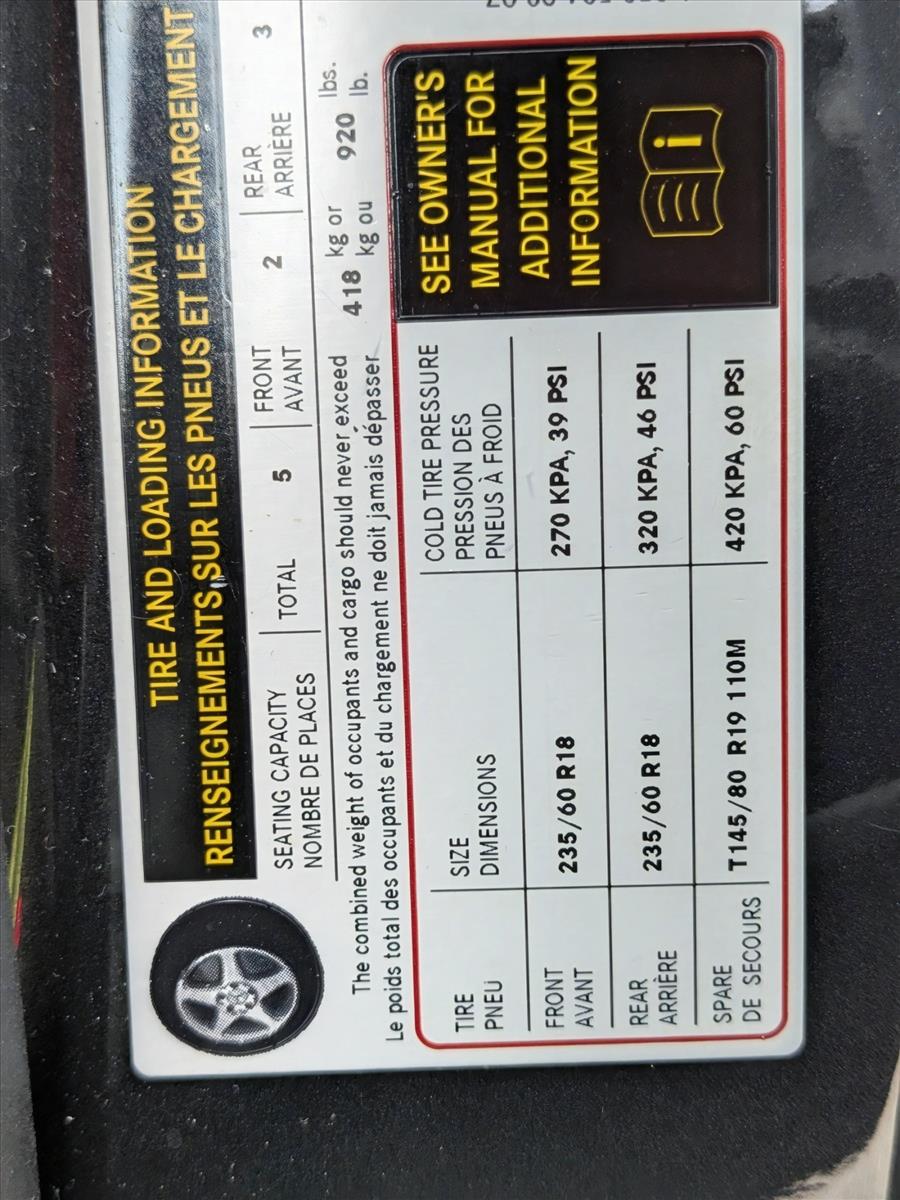 TIRE AND LOADING INFORMATION
RENSEIGNEMENTS SUR LES PNEUS ET LE CHARGEMENT
SEATING CAPACITY
NOMBRE DE PLACES
TOTAL 5
FRONT
AVANT
2
REAR
ARRIÈRE
3
The combined weight of occupants and cargo should never exceed 418 kg or 920 lbs.
Le poids total des occupants et du chargement ne doit jamais dépasser kg ou lb.
TIRE
PNEU
SIZE
DIMENSIONS
COLD TIRE PRESSURE
PRESSION DES
PNEUS À FROID
FRONT
AVANT
235/60 R18
270 KPA, 39 PSI
REAR
ARRIÈRE
235/60 R18
320 KPA, 46 PSI
SPARE
DE SECOURS
T145/80 R19 110M
420 KPA, 60 PSI
SEE OWNER'S
MANUAL FOR
ADDITIONAL
INFORMATION